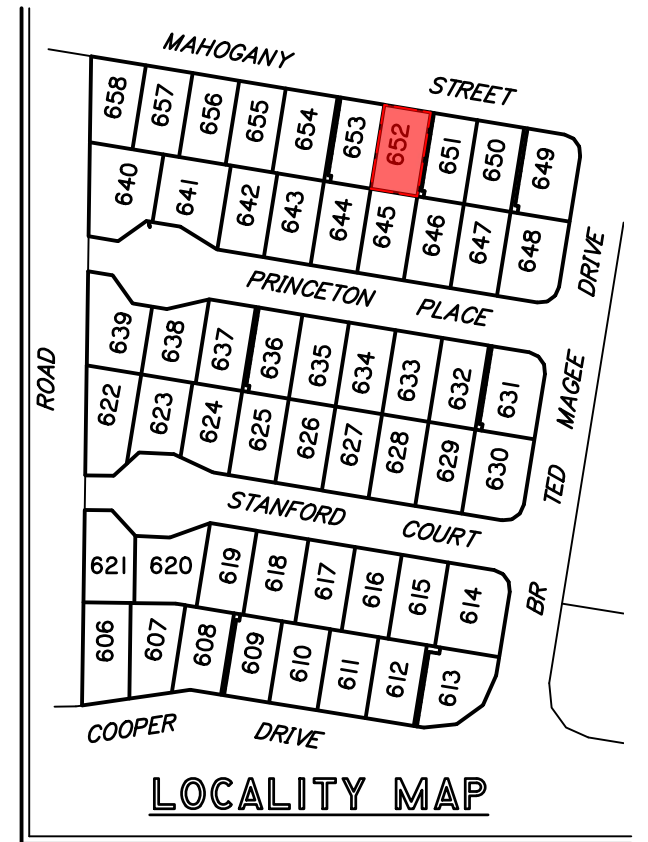 MAHOGANY STREET
658 657 656 655 654 653 652 651 650 649
640 641 642 643 644 645 646 647 648
DRIVE
PRINCETON PLACE
ROAD
639 638 637 636 635 634 633 632 631
MAGEE
622 623 624 625 626 627 628 629 630
TED
STANFORD COURT
621 620 619 618 617 616 615 614
BR
606 607 608 609 610 611 612 613
COOPER DRIVE
LOCALITY MAP